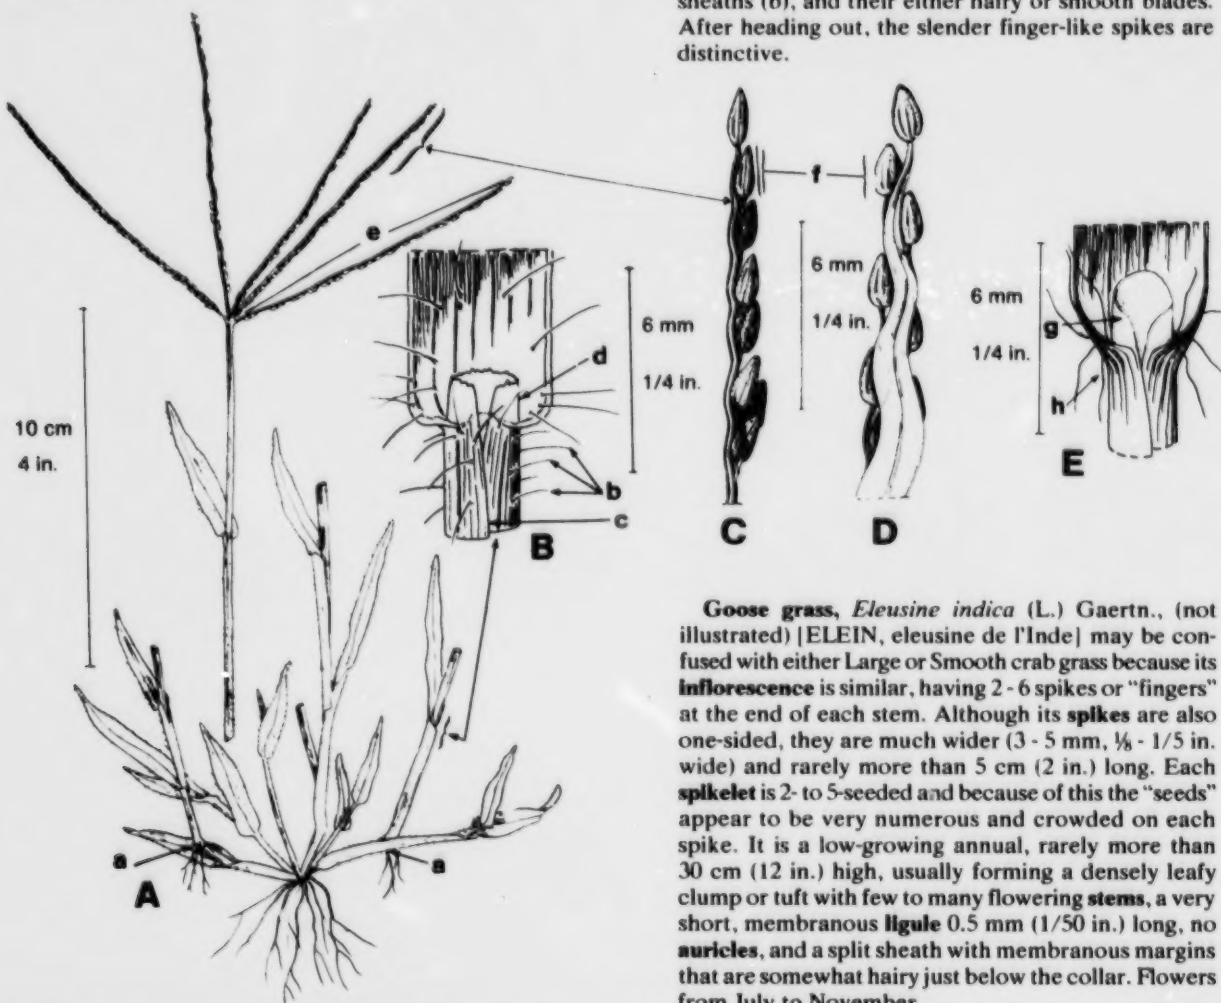 sheaths (b), and their either hairy or smooth blades.
After heading out, the slender finger-like spikes are
distinctive.
e
10 cm
4 in.
6 mm
1/4 in.
d
b
c
B
f
6 mm
1/4 in.
C
D
6 mm
1/4 in.
g
h
E
a
a
A
Goose grass, Eleusine indica (L.) Gaertn., (not
illustrated) [ELEIN, eleusine de l'Inde] may be con-
fused with either Large or Smooth crab grass because its
inflorescence is similar, having 2 - 6 spikes or "fingers"
at the end of each stem. Although its spikes are also
one-sided, they are much wider (3 - 5 mm, ⅛ - 1/5 in.
wide) and rarely more than 5 cm (2 in.) long. Each
spikelet is 2- to 5-seeded and because of this the "seeds"
appear to be very numerous and crowded on each
spike. It is a low-growing annual, rarely more than
30 cm (12 in.) high, usually forming a densely leafy
clump or tuft with few to many flowering stems, a very
short, membranous ligule 0.5 mm (1/50 in.) long, no
auricles, and a split sheath with membranous margins
that are somewhat hairy just below the collar. Flowers
from July to November.